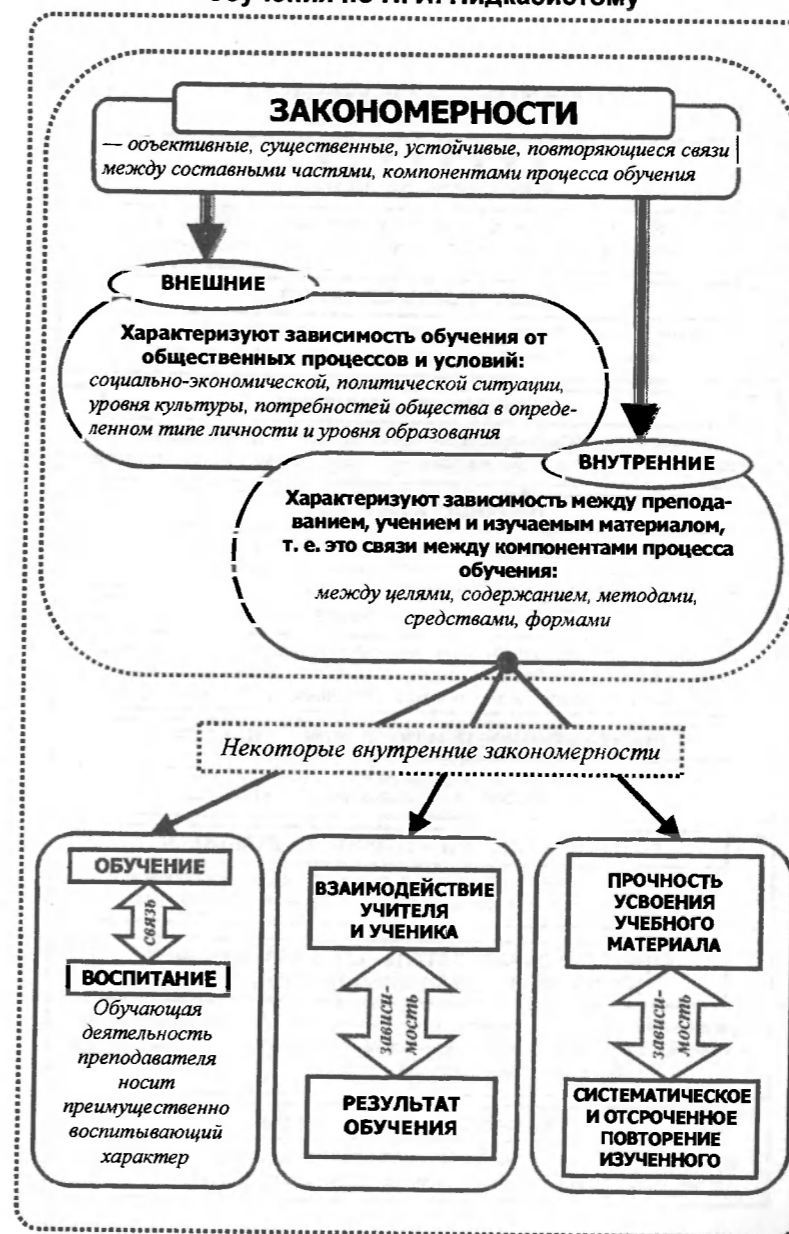 ЗАКОНОМЕРНОСТИ
— объективные, существенные, устойчивые, повторяющиеся связи
между составными частями, компонентами процесса обучения
ВНЕШНИЕ
Характеризуют зависимость обучения от
общественных процессов и условий:
социально-экономической, политической ситуации,
уровня культуры, потребностей общества в опреде-
ленном типе личности и уровня образования
ВНУТРЕННИЕ
Характеризуют зависимость между препода-
ванием, учением и изучаемым материалом,
т. е. это связи между компонентами процесса
обучения:
между целями, содержанием, методами,
средствами, формами
Некоторые внутренние закономерности
ОБУЧЕНИЕ
связь
ВОСПИТАНИЕ
Обучающая
деятельность
преподавателя
носит
преимущественно
воспитывающий
характер
ВЗАИМОДЕЙСТВИЕ
УЧИТЕЛЯ
И УЧЕНИКА
зависи-
мость
РЕЗУЛЬТАТ
ОБУЧЕНИЯ
ПРОЧНОСТЬ
УСВОЕНИЯ
УЧЕБНОГО
МАТЕРИАЛА
зависи-
мость
СИСТЕМАТИЧЕСКОЕ
И ОТСРОЧЕННОЕ
ПОВТОРЕНИЕ
ИЗУЧЕННОГО